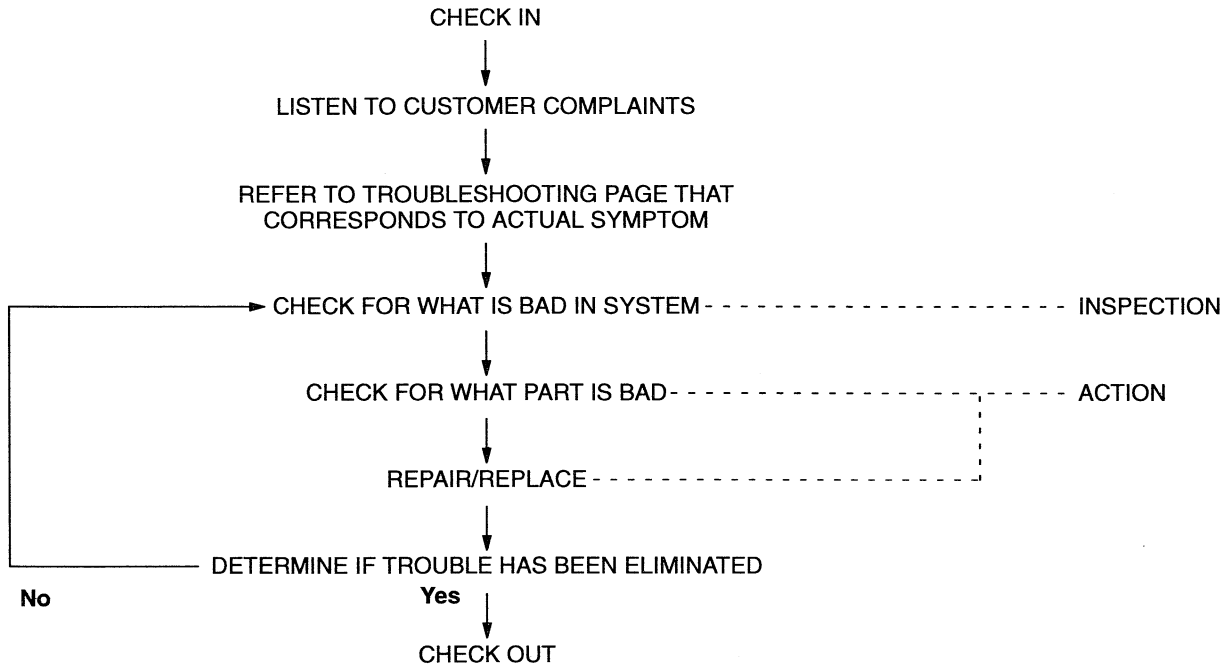 CHECK IN
LISTEN TO CUSTOMER COMPLAINTS
REFER TO TROUBLESHOOTING PAGE THAT
CORRESPONDS TO ACTUAL SYMPTOM
CHECK FOR WHAT IS BAD IN SYSTEM
INSPECTION
CHECK FOR WHAT PART IS BAD
ACTION
REPAIR/REPLACE
DETERMINE IF TROUBLE HAS BEEN ELIMINATED
No
Yes
CHECK OUT